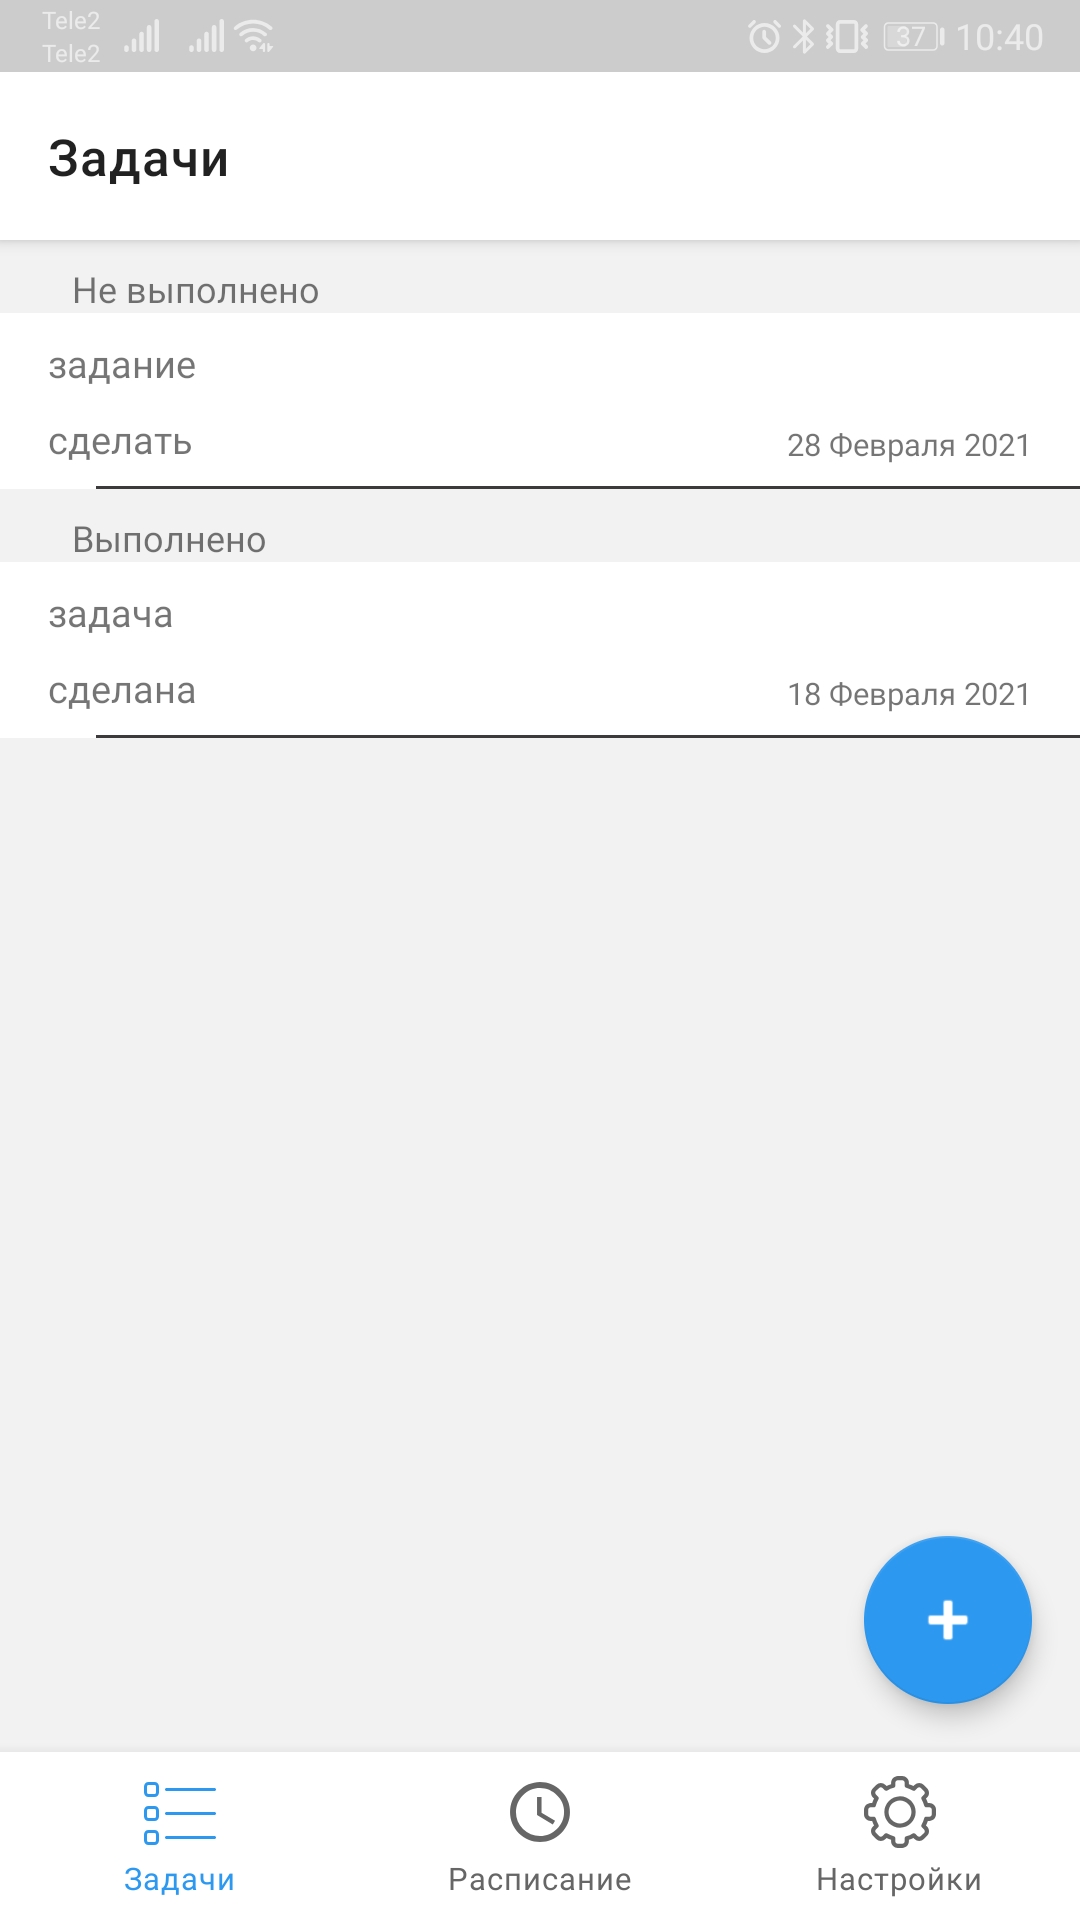 Tele2
Tele2
37 10:40
Задачи
Не выполнено
задание
сделать 28 Февраля 2021
Выполнено
задача
сделана 18 Февраля 2021
Задачи Расписание Настройки